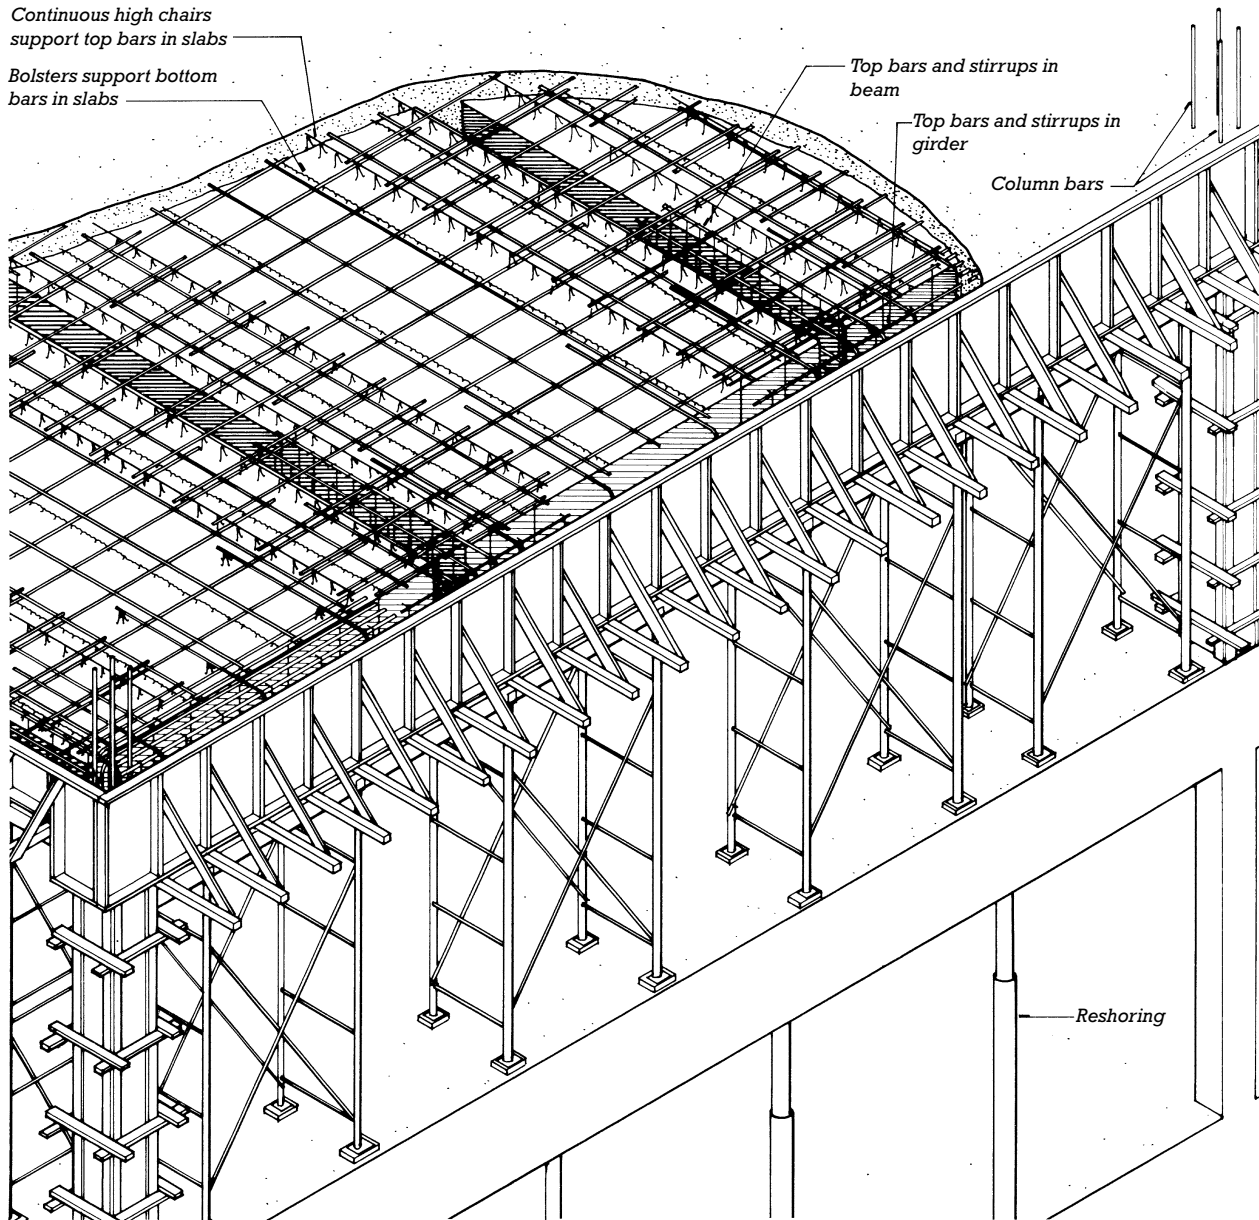 Continuous high chairs
support top bars in slabs
Bolsters support bottom
bars in slabs
Top bars and stirrups in
beam
Top bars and stirrups in
girder
Column bars
Reshoring